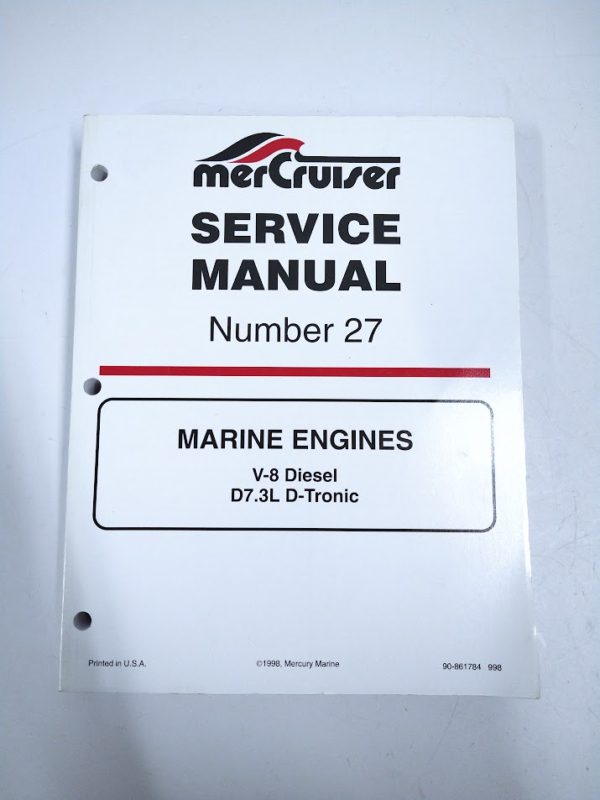 merCruiser
SERVICE
MANUAL
Number 27
MARINE ENGINES
V-8 Diesel
D7.3L D-Tronic
Printed in U.S.A. ©1998, Mercury Marine 90-861784 998